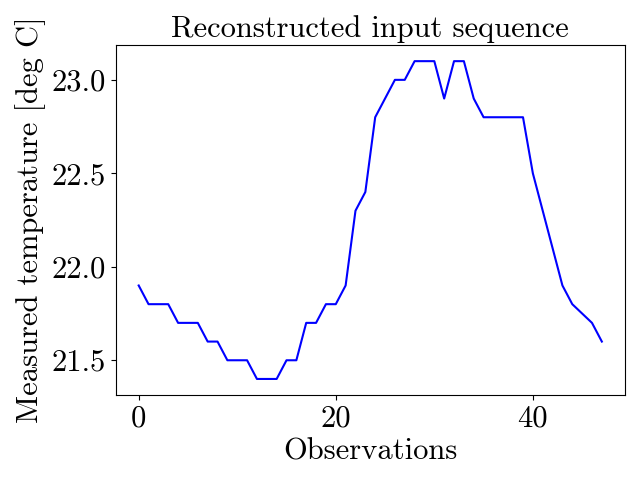 Reconstructed input sequence
Measured temperature [deg C]
23.0
22.5
22.0
21.5
0 20 40
Observations